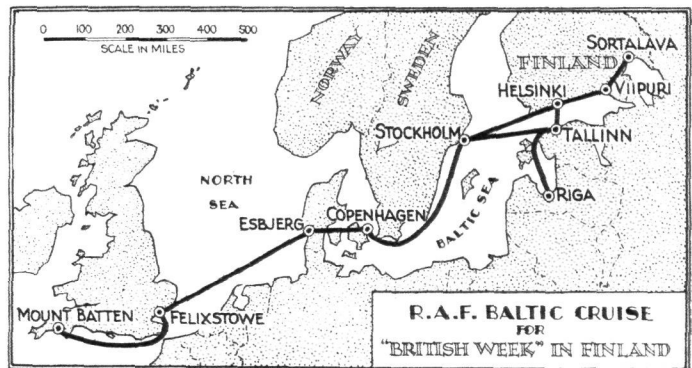 0 100 200 300 400 500
SCALE IN MILES
NORWAY
SWEDEN
FINLAND
SORTALAVA
HELSINKI
VIIPURI
STOCKHOLM
TALLINN
RIGA
NORTH
SEA
BALTIC SEA
ESBJERG
COPENHAGEN
MOUNT BATTEN
FELIXSTOWE
R.A.F. BALTIC CRUISE
FOR
"BRITISH WEEK" IN FINLAND